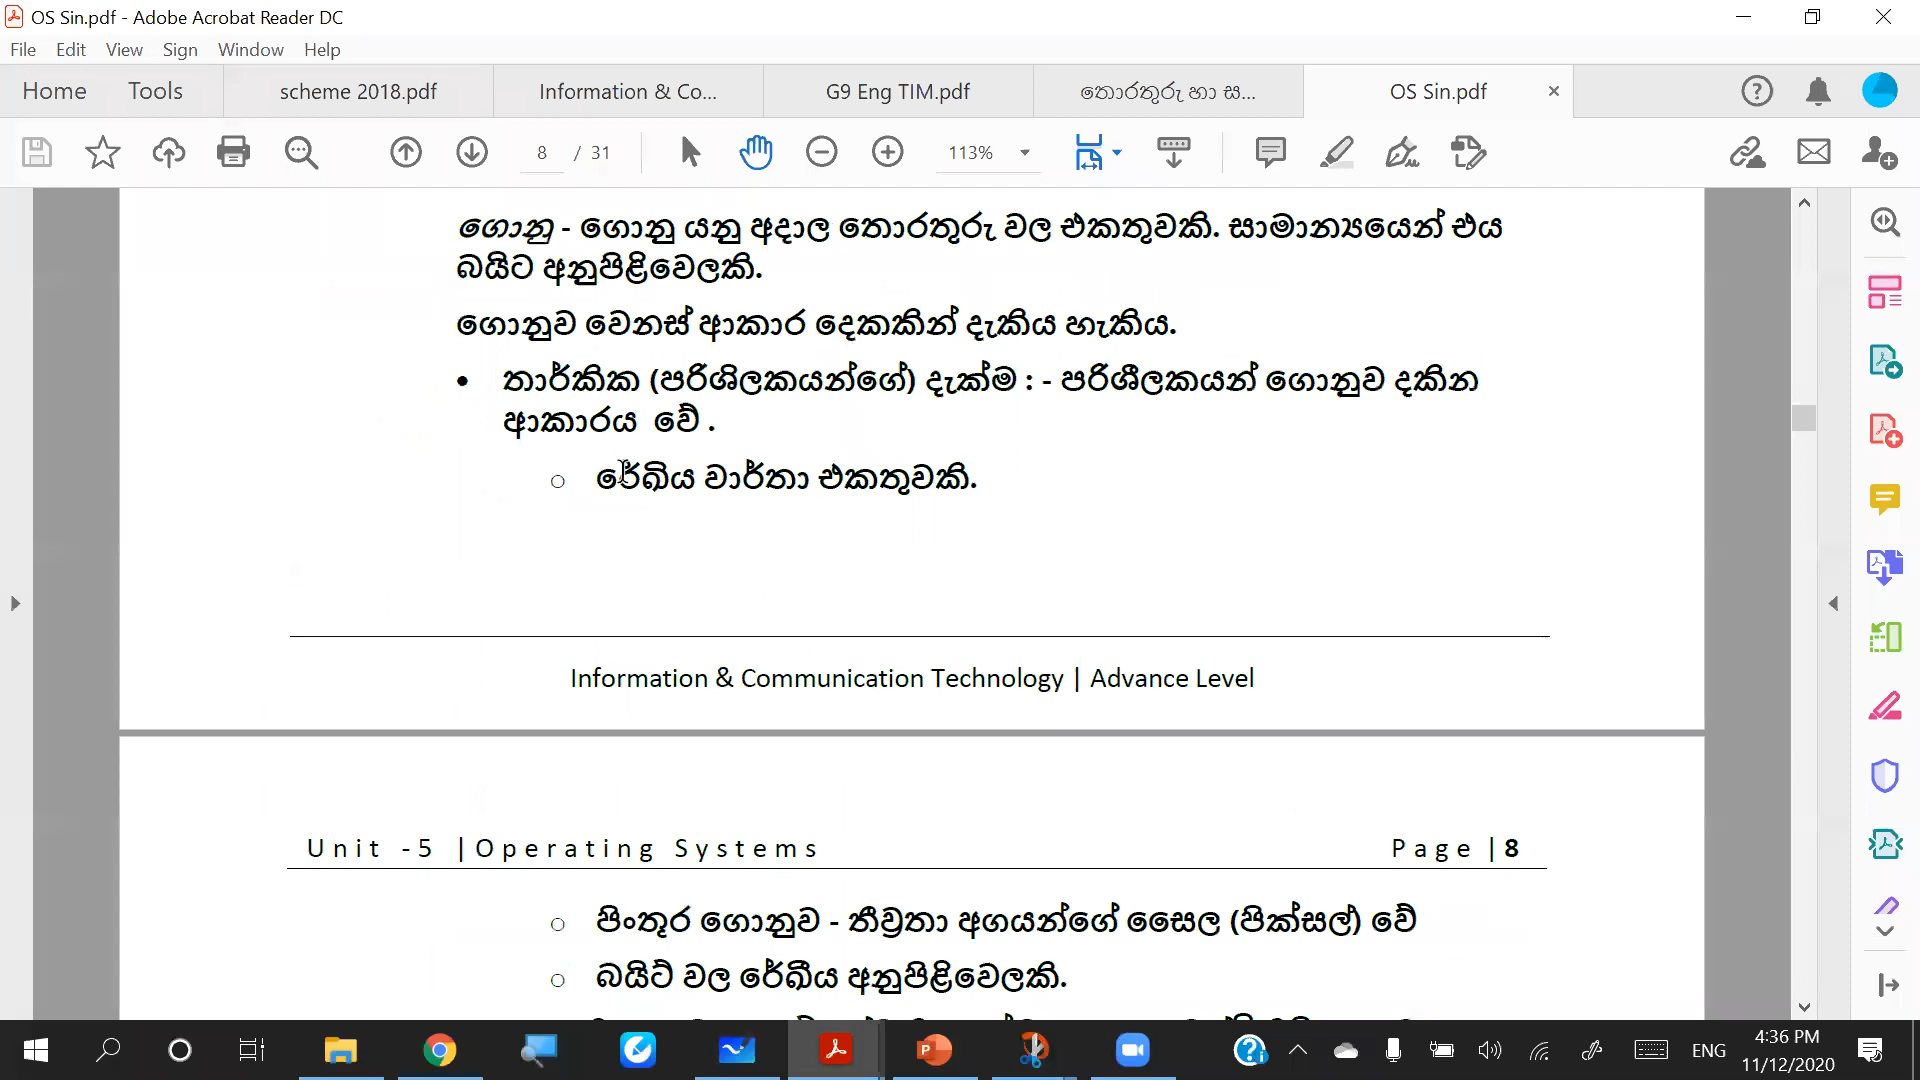 OS Sin.pdf - Adobe Acrobat Reader DC
File Edit View Sign Window Help
Home Tools scheme 2018.pdf Information & Co... G9 Eng TIM.pdf තොරතුරු හා ස... OS Sin.pdf
8 / 31 113%
ගොනු - ගොනු යනු අදාල තොරතුරු වල එකතුවකි. සාමාන්‍යයෙන් එය
බයිට අනුපිළිවෙලකි.
ගොනුව වෙනස් ආකාර දෙකකින් දැකිය හැකිය.
• තාර්කික (පරිශිලකයන්ගේ) දැක්ම : - පරිශීලකයන් ගොනුව දකින
ආකාරය වේ .
○ රේඛිය වාර්තා එකතුවකි.
Information & Communication Technology | Advance Level
Unit -5 |Operating Systems Page |8
○ පිංතූර ගොනුව - තීව්‍රතා අගයන්ගේ සෛල (පික්සල්) වේ
○ බයිට් වල රේඛීය අනුපිළිවෙලකි.
ENG
4:36 PM
11/12/2020